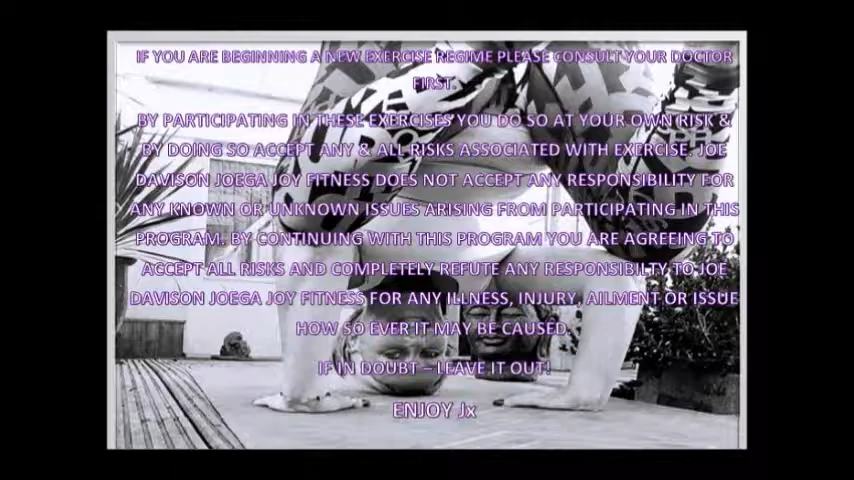 IF YOU ARE BEGINNING A NEW EXERCISE REGIME PLEASE CONSULT YOUR DOCTOR
FIRST.
BY PARTICIPATING IN THESE EXERCISES YOU DO SO AT YOUR OWN RISK &
BY DOING SO ACCEPT ANY & ALL RISKS ASSOCIATED WITH EXERCISE. JOE
DAVISON JOEGA JOY FITNESS DOES NOT ACCEPT ANY RESPONSIBILITY FOR
ANY KNOWN OR UNKNOWN ISSUES ARISING FROM PARTICIPATING IN THIS
PROGRAM. BY CONTINUING WITH THIS PROGRAM YOU ARE AGREEING TO
ACCEPT ALL RISKS AND COMPLETELY REFUTE ANY RESPONSIBILTY TO JOE
DAVISON JOEGA JOY FITNESS FOR ANY ILLNESS, INJURY, AILMENT OR ISSUE
HOW SO EVER IT MAY BE CAUSED.
IF IN DOUBT – LEAVE IT OUT!
ENJOY Jx